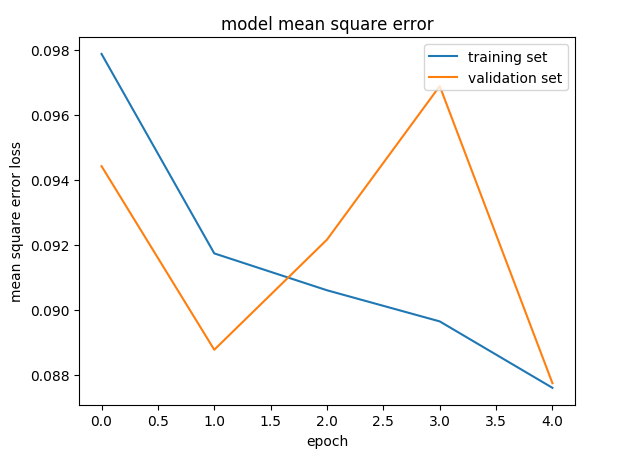 model mean square error
training set
validation set
0.098
0.096
0.094
0.092
0.090
0.088
mean square error loss
0.0 0.5 1.0 1.5 2.0 2.5 3.0 3.5 4.0
epoch